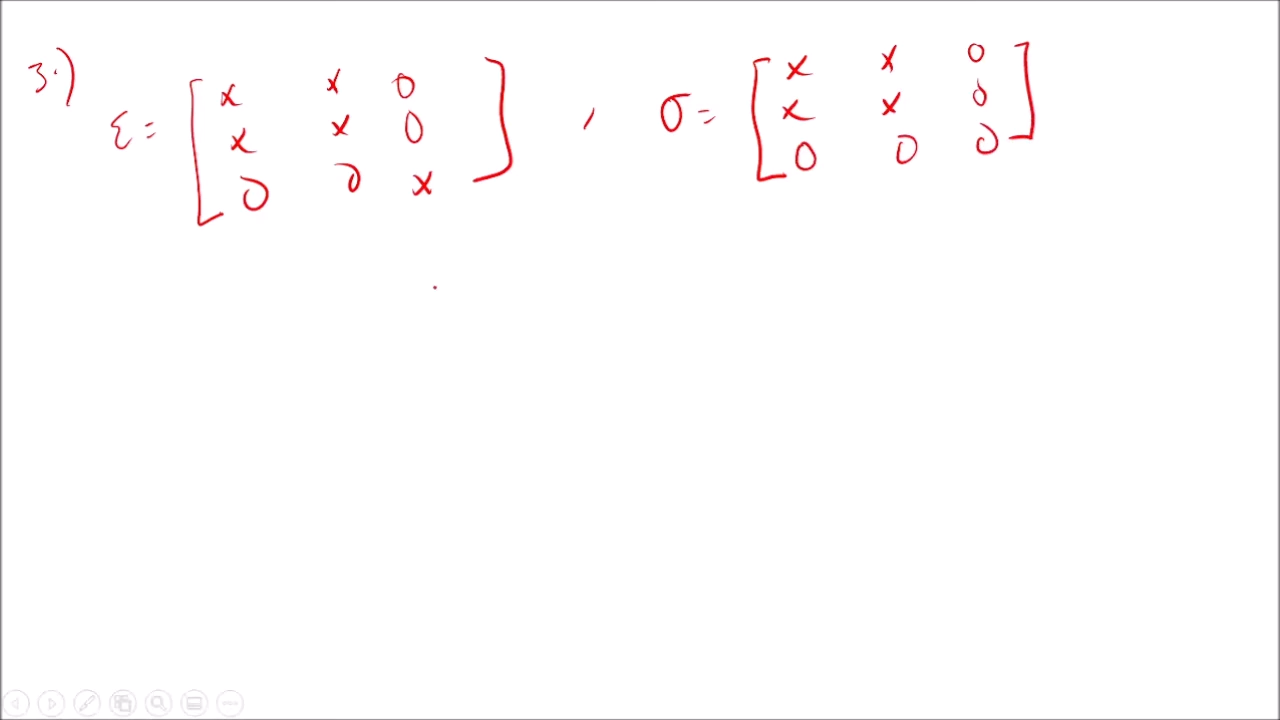 3.)
ε = [ x x 0 , σ = [ x x 0 ]
x x 0 ] x x 0
0 0 x 0 0 0